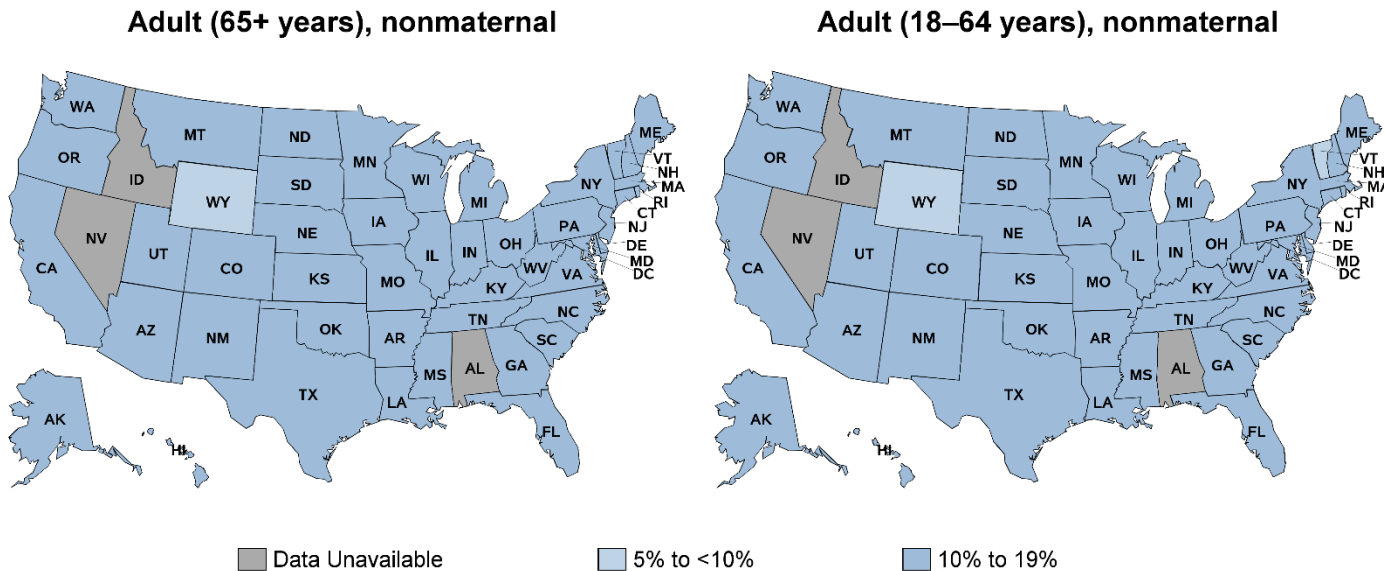 Adult (65+ years), nonmaternal
WA
MT
ND
MN
OR
ID
SD
WI
MI
NY
ME
VT
NH
MA
RI
CT
NJ
WY
IA
NE
PA
DE
MD
DC
NV
UT
CO
IL
IN
OH
WV
VA
CA
KS
MO
KY
NC
AZ
NM
OK
AR
TN
SC
TX
LA
MS
AL
GA
AK
HI
FL
Adult (18–64 years), nonmaternal
WA
MT
ND
MN
OR
ID
SD
WI
MI
NY
ME
VT
NH
MA
RI
CT
NJ
WY
IA
NE
PA
DE
MD
DC
NV
UT
CO
IL
IN
OH
WV
VA
CA
KS
MO
KY
NC
AZ
NM
OK
AR
TN
SC
TX
LA
MS
AL
GA
AK
HI
FL
Data Unavailable
5% to <10%
10% to 19%